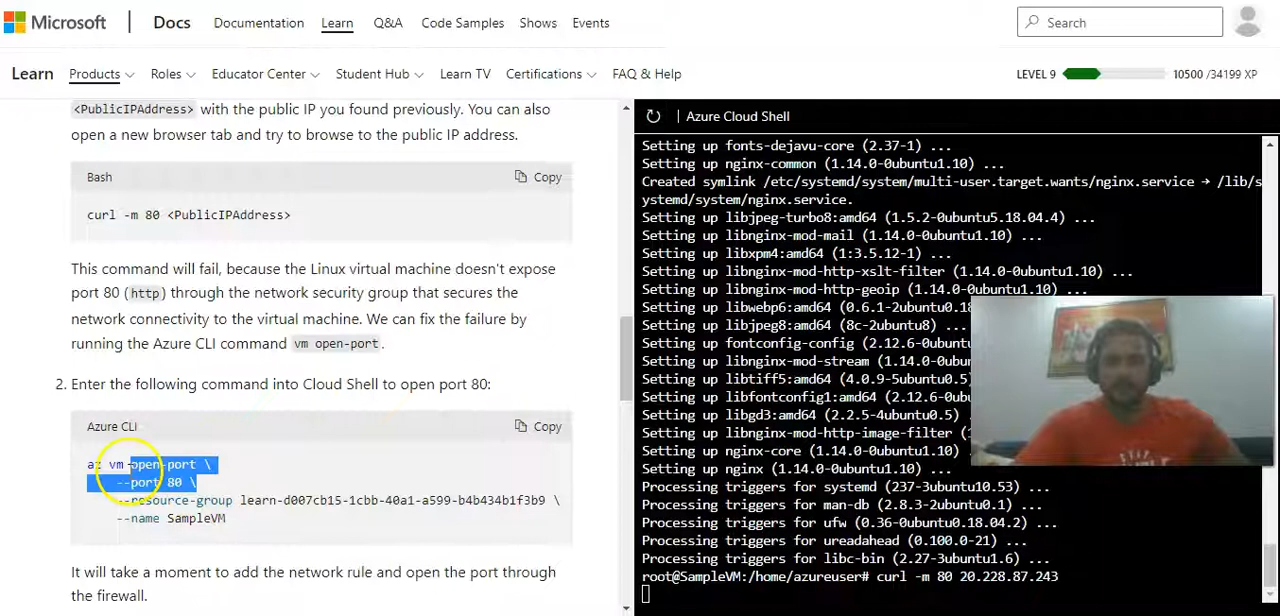 Microsoft | Docs Documentation Learn Q&A Code Samples Shows Events Search
Learn Products Roles Educator Center Student Hub Learn TV Certifications FAQ & Help LEVEL 9 10500 / 34199 XP
<PublicIPAddress> with the public IP you found previously. You can also
open a new browser tab and try to browse to the public IP address.
Bash Copy
curl -m 80 <PublicIPAddress>
This command will fail, because the Linux virtual machine doesn't expose
port 80 (http) through the network security group that secures the
network connectivity to the virtual machine. We can fix the failure by
running the Azure CLI command vm open-port.
2. Enter the following command into Cloud Shell to open port 80:
Azure CLI Copy
az vm open-port \
--port 80 \
--resource-group learn-d007cb15-1cbb-40a1-a599-b4b434b1f3b9 \
--name SampleVM
It will take a moment to add the network rule and open the port through
the firewall.
| Azure Cloud Shell
Setting up fonts-dejavu-core (2.37-1) ...
Setting up nginx-common (1.14.0-0ubuntu1.10) ...
Created symlink /etc/systemd/system/multi-user.target.wants/nginx.service → /lib/s
ystemd/system/nginx.service.
Setting up libjpeg-turbo8:amd64 (1.5.2-0ubuntu5.18.04.4) ...
Setting up libnginx-mod-mail (1.14.0-0ubuntu1.10) ...
Setting up libxpm4:amd64 (1:3.5.12-1) ...
Setting up libnginx-mod-http-xslt-filter (1.14.0-0ubuntu1.10) ...
Setting up libnginx-mod-http-geoip (1.14.0-0ubuntu1.10) ...
Setting up libwebp6:amd64 (0.6.1-2ubuntu0.18
Setting up libjpeg8:amd64 (8c-2ubuntu8) ...
Setting up fontconfig-config (2.12.6-0ubuntu
Setting up libnginx-mod-stream (1.14.0-0ubun
Setting up libtiff5:amd64 (4.0.9-5ubuntu0.5)
Setting up libfontconfig1:amd64 (2.12.6-0ubu
Setting up libgd3:amd64 (2.2.5-4ubuntu0.5) .
Setting up libnginx-mod-http-image-filter (1
Setting up nginx-core (1.14.0-0ubuntu1.10) .
Setting up nginx (1.14.0-0ubuntu1.10) ...
Processing triggers for systemd (237-3ubuntu10.53) ...
Processing triggers for man-db (2.8.3-2ubuntu0.1) ...
Processing triggers for ufw (0.36-0ubuntu0.18.04.2) ...
Processing triggers for ureadahead (0.100.0-21) ...
Processing triggers for libc-bin (2.27-3ubuntu1.6) ...
root@SampleVM:/home/azureuser# curl -m 80 20.228.87.243